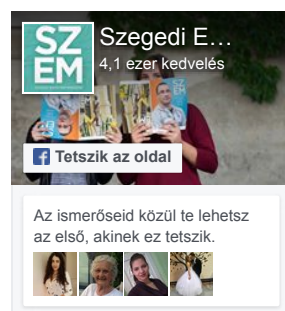 SZ
EM
Szegedi E...
4,1 ezer kedvelés
Tetszik az oldal
Az ismerőseid közül te lehetsz
az első, akinek ez tetszik.